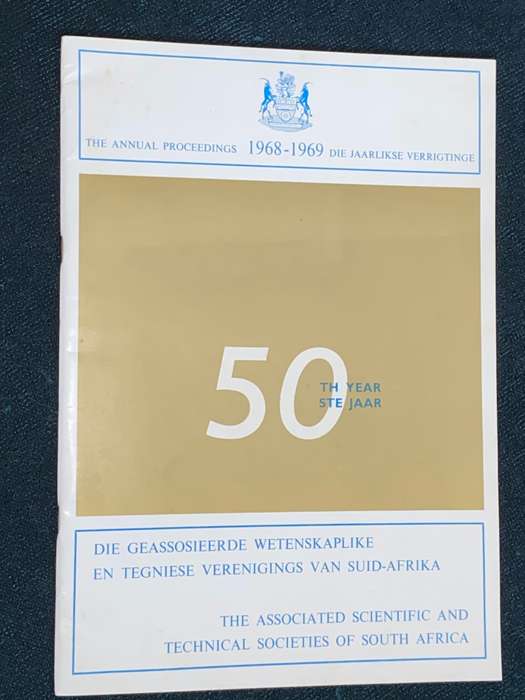 THE ANNUAL PROCEEDINGS 1968-1969 DIE JAARLIKSE VERRIGTINGE
50
TH YEAR
STE JAAR
DIE GEASSOSIEERDE WETENSKAPLIKE
EN TEGNIESE VERENIGINGS VAN SUID-AFRIKA
THE ASSOCIATED SCIENTIFIC AND
TECHNICAL SOCIETIES OF SOUTH AFRICA